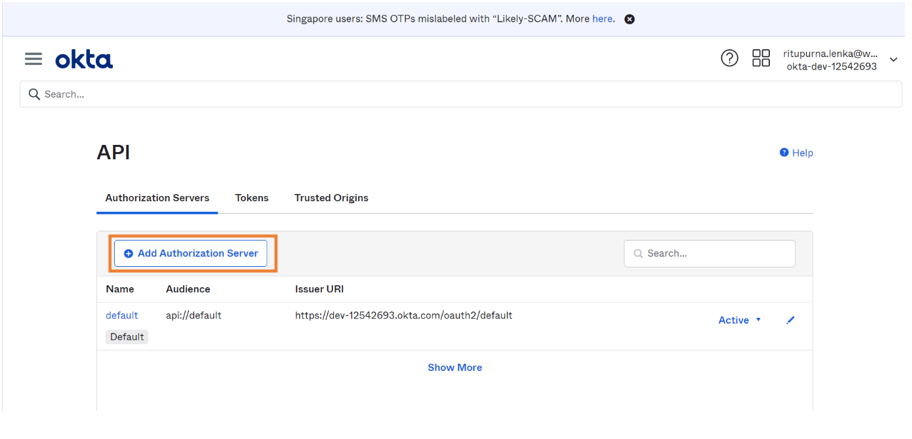 Singapore users: SMS OTPs mislabeled with “Likely-SCAM”. More here.
okta
ritupurna.lenka@w...
okta-dev-12542693
Search...
API
Help
Authorization Servers Tokens Trusted Origins
Add Authorization Server
Search...
Name Audience Issuer URI
default api://default https://dev-12542693.okta.com/oauth2/default Active
Default
Show More